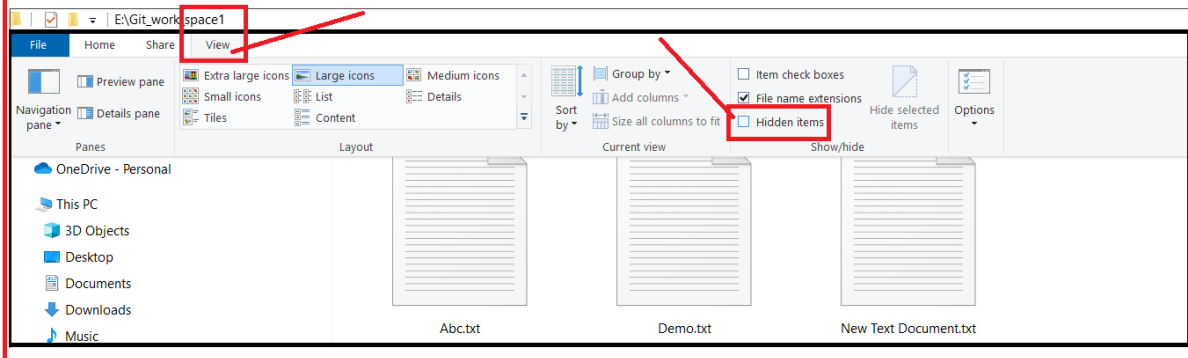 E:\Git_workspace1
File Home Share View
Navigation pane
Preview pane
Details pane
Panes
Extra large icons Large icons Medium icons
Small icons List Details
Tiles Content
Layout
Sort by
Group by
Add columns
Size all columns to fit
Current view
Item check boxes
File name extensions
Hidden items
Hide selected items
Show/hide
Options
OneDrive - Personal
This PC
3D Objects
Desktop
Documents
Downloads
Music
Abc.txt Demo.txt New Text Document.txt